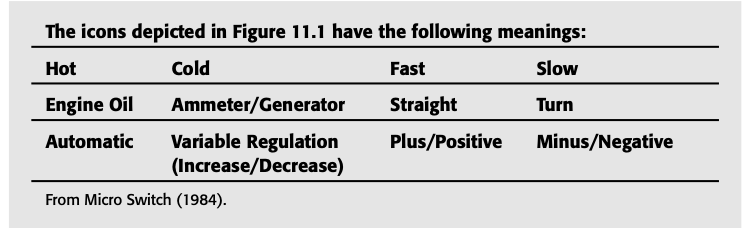 The icons depicted in Figure 11.1 have the following meanings:
Hot Cold Fast Slow
Engine Oil Ammeter/Generator Straight Turn
Automatic Variable Regulation Plus/Positive Minus/Negative
(Increase/Decrease)
From Micro Switch (1984).